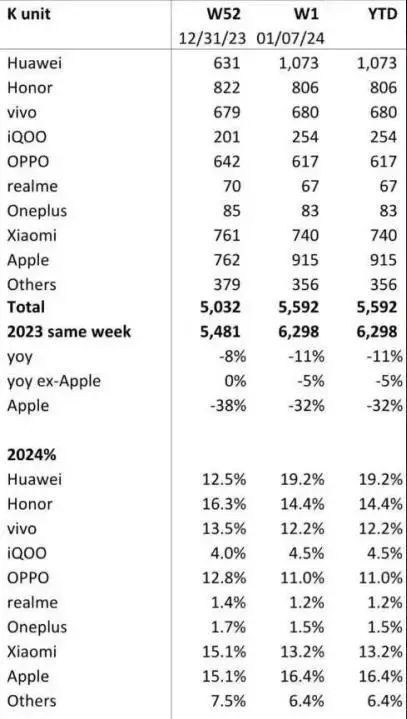 K unit W52 W1 YTD
12/31/23 01/07/24
Huawei 631 1,073 1,073
Honor 822 806 806
vivo 679 680 680
iQOO 201 254 254
OPPO 642 617 617
realme 70 67 67
Oneplus 85 83 83
Xiaomi 761 740 740
Apple 762 915 915
Others 379 356 356
Total 5,032 5,592 5,592
2023 same week 5,481 6,298 6,298
yoy -8% -11% -11%
yoy ex-Apple 0% -5% -5%
Apple -38% -32% -32%
2024%
Huawei 12.5% 19.2% 19.2%
Honor 16.3% 14.4% 14.4%
vivo 13.5% 12.2% 12.2%
iQOO 4.0% 4.5% 4.5%
OPPO 12.8% 11.0% 11.0%
realme 1.4% 1.2% 1.2%
Oneplus 1.7% 1.5% 1.5%
Xiaomi 15.1% 13.2% 13.2%
Apple 15.1% 16.4% 16.4%
Others 7.5% 6.4% 6.4%